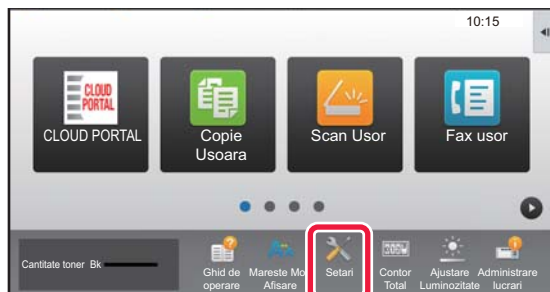 10:15
CLOUD
PORTAL
CLOUD PORTAL
Copie
Usoara
Scan Usor
Fax usor
Cantitate toner Bk
Ghid de
operare
Mareste Mo
Afisare
Setari
Contor
Total
Ajustare
Luminozitate
Administrare
lucrari